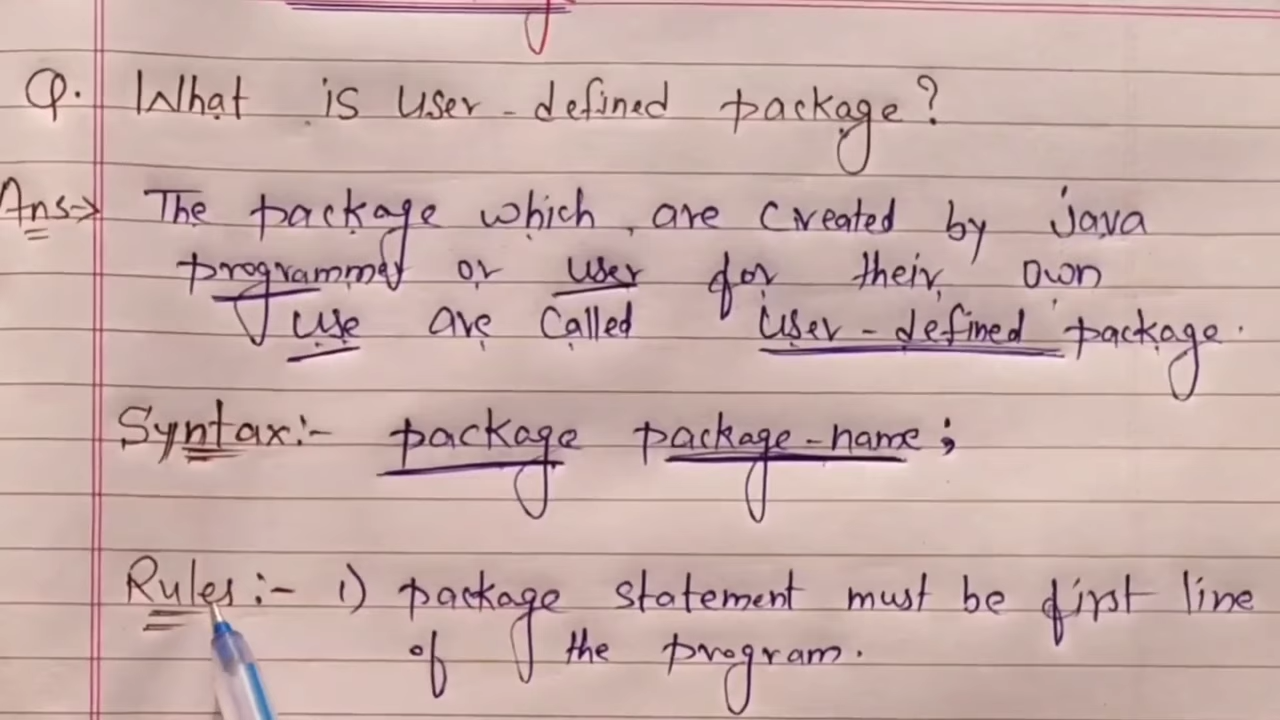 Q. What is user-defined package?
Ans-> The package which are created by java
programmer or user for their own
use are called user-defined package.
Syntax:- package package-name;
Rules:- 1) package statement must be first line
of the program.